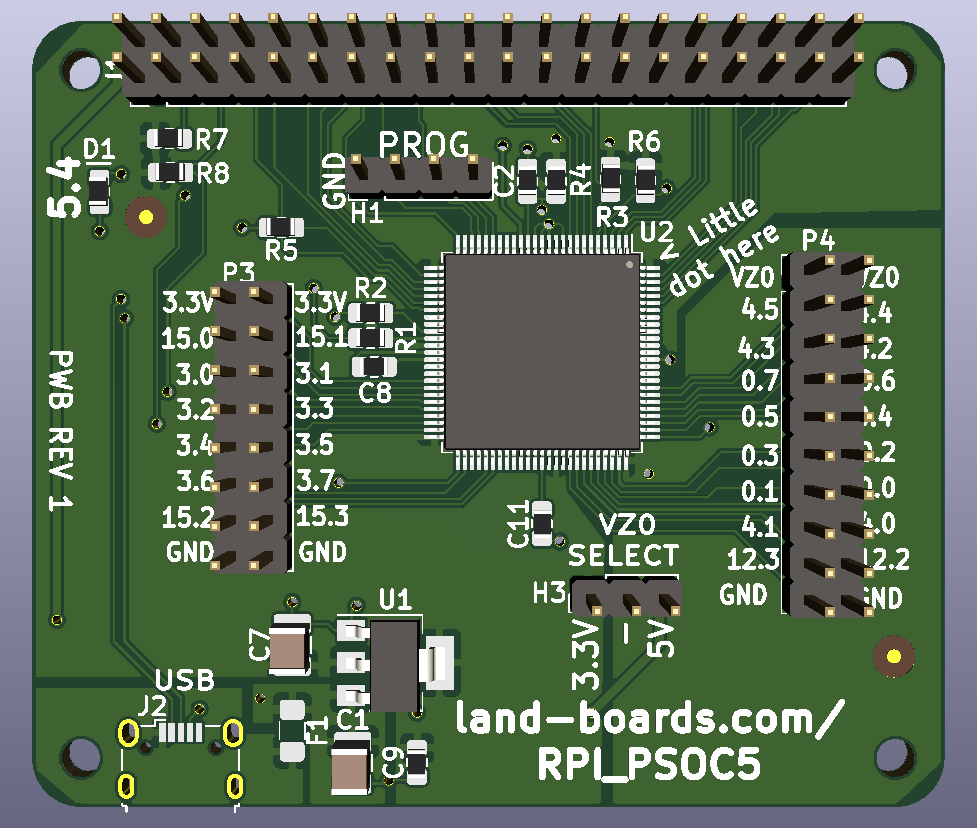 J1
PROG
R6
D1
R7
R8
5.4
GND
C2
R4
H1
R3
R5
U2
< Little
dot here
P3
P4
R2
R1
C8
3.3V 3.3V
15.0 15.1
3.0 3.1
3.2 3.3
3.4 3.5
3.6 3.7
15.2 15.3
GND GND
VZ0 VZ0
4.5 4.4
4.3 4.2
0.7 0.6
0.5 0.4
0.3 0.2
0.1 0.0
4.1 4.0
12.3 12.2
GND GND
PWB REV 1
C11
VZ0
SELECT
H3
3.3V
–
5V
U1
C7
USB
J2
F1
C1
C9
land-boards.com/
RPI_PSOC5